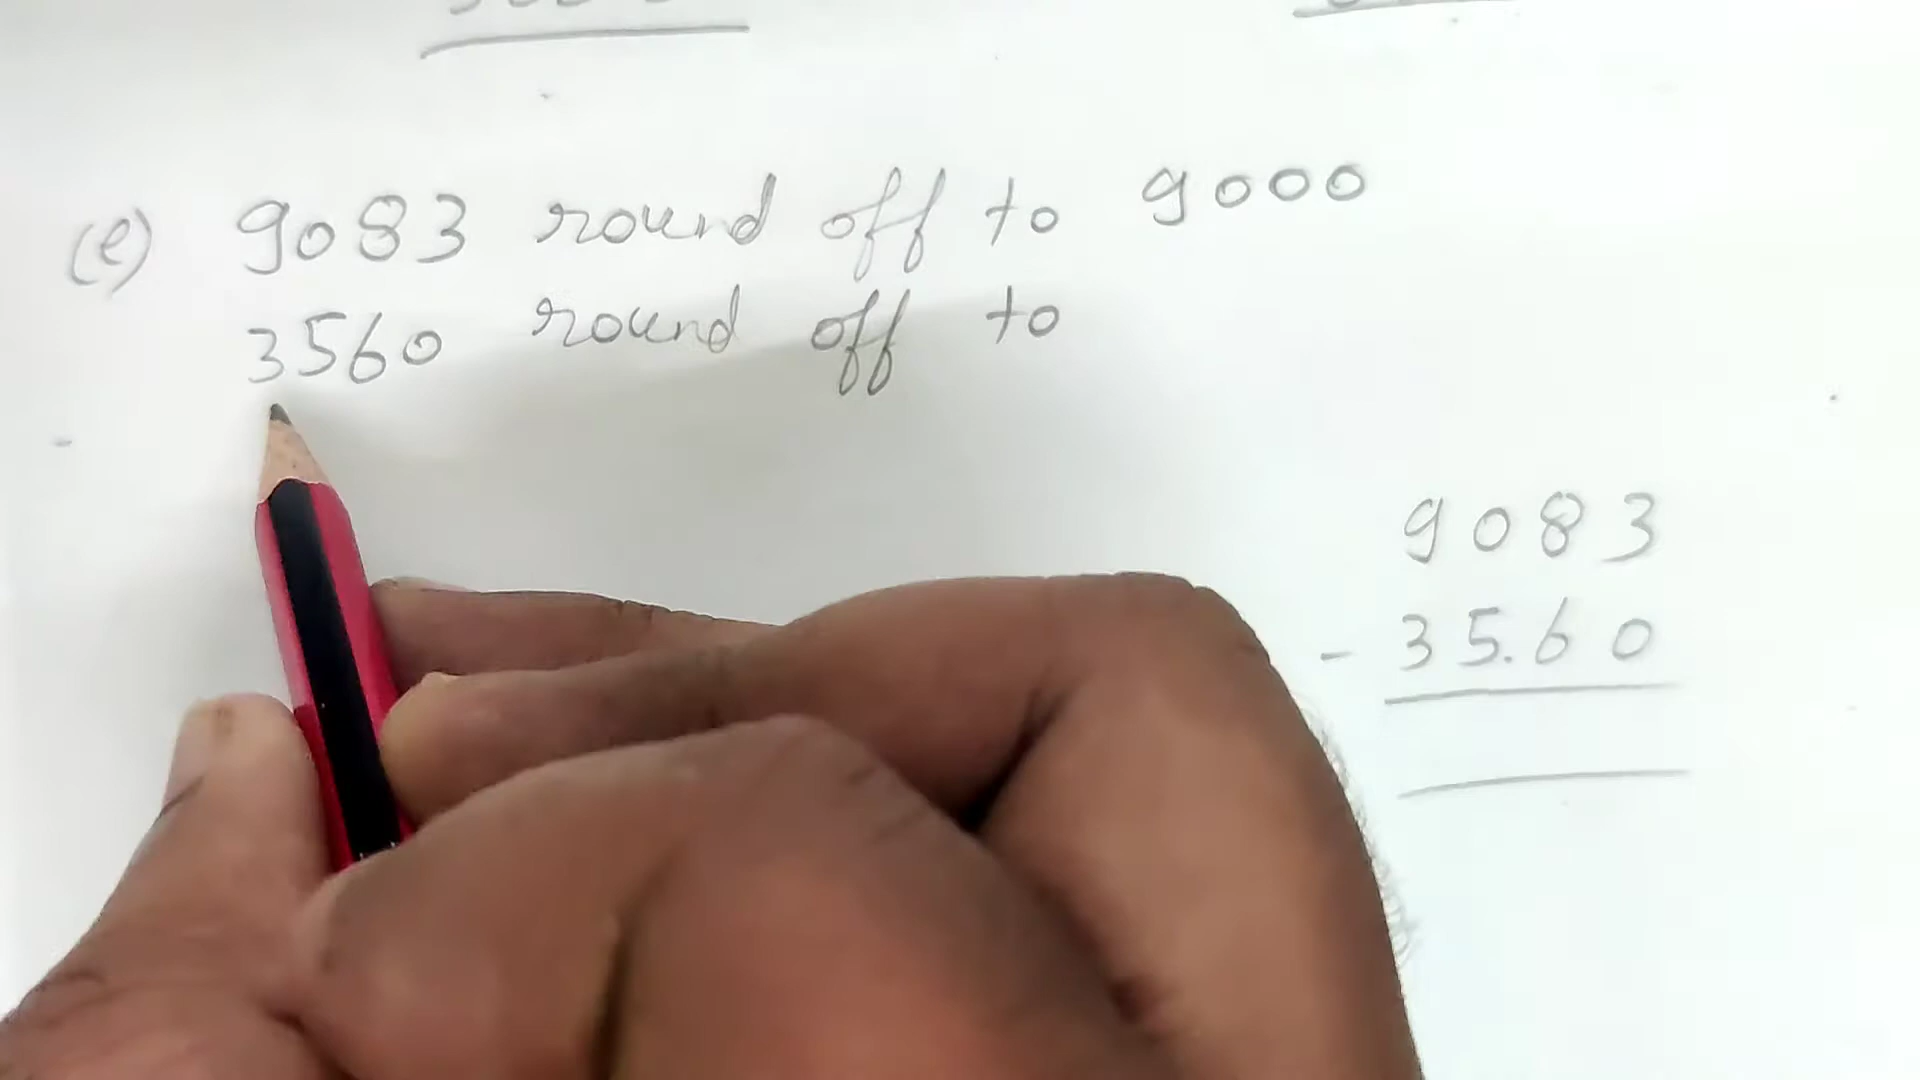 (e) 9083 round off to 9000
3560 round off to
9083
- 35.60